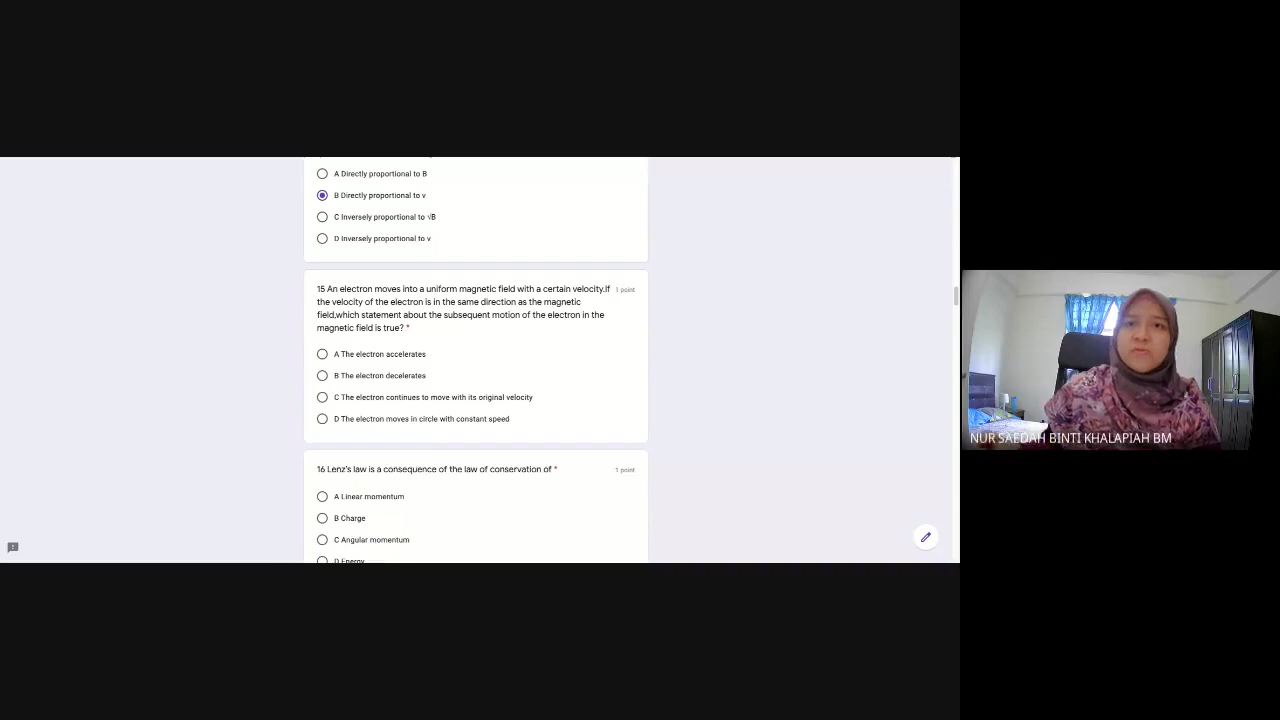 A Directly proportional to B
B Directly proportional to v
C Inversely proportional to √B
D Inversely proportional to v
15 An electron moves into a uniform magnetic field with a certain velocity.If 1 point
the velocity of the electron is in the same direction as the magnetic
field,which statement about the subsequent motion of the electron in the
magnetic field is true? *
A The electron accelerates
B The electron decelerates
C The electron continues to move with its original velocity
D The electron moves in circle with constant speed
16 Lenz's law is a consequence of the law of conservation of * 1 point
A Linear momentum
B Charge
C Angular momentum
D Energy
NUR SAEDAH BINTI KHALAPIAH BM